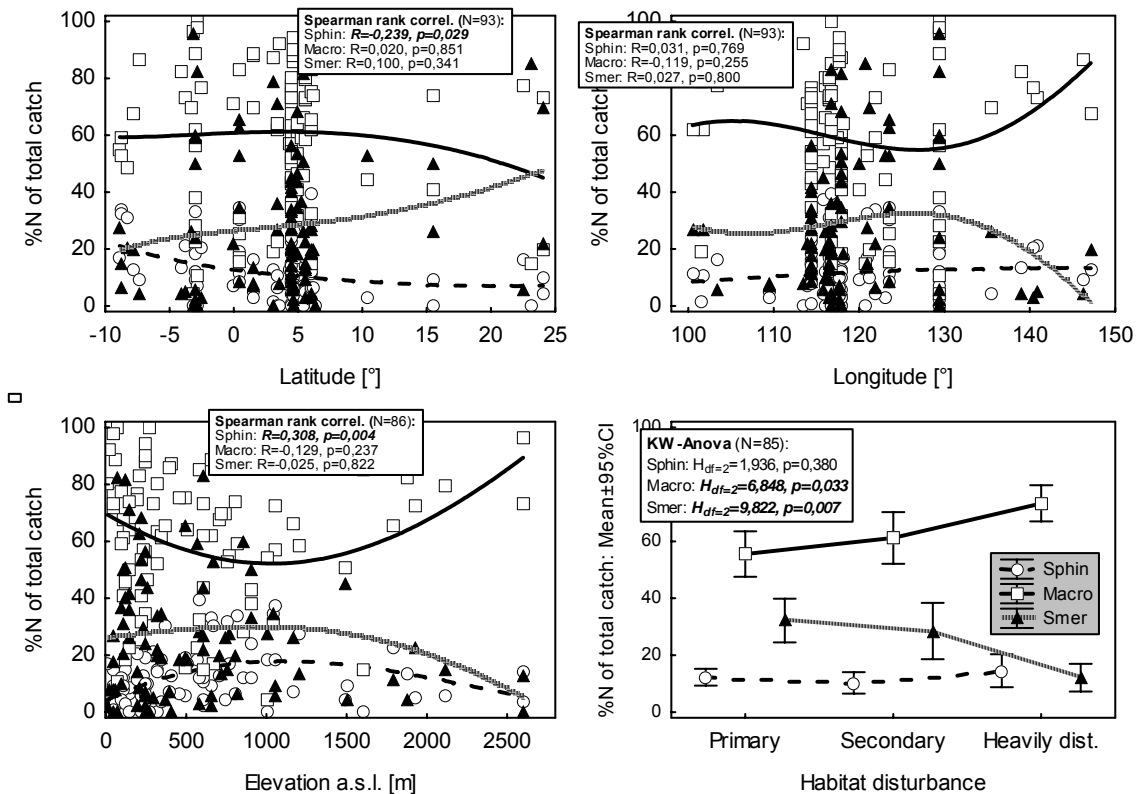 Spearman rank correl. (N=93):
Sphin: R=-0,239, p=0,029
Macro: R=0,020, p=0,851
Smer: R=0,100, p=0,341
%N of total catch
100
80
60
40
20
0
-10
-5
0
5
10
15
20
25
Latitude [°]
Spearman rank correl. (N=93):
Sphin: R=0,031, p=0,769
Macro: R=-0,119, p=0,255
Smer: R=0,027, p=0,800
%N of total catch
100
80
60
40
20
0
100
110
120
130
140
150
Longitude [°]
Spearman rank correl. (N=86):
Sphin: R=0,308, p=0,004
Macro: R=-0,129, p=0,237
Smer: R=-0,025, p=0,822
%N of total catch
100
80
60
40
20
0
0
500
1000
1500
2000
2500
Elevation a.s.l. [m]
KW-Anova (N=85):
Sphin: Hdf=2=1,936, p=0,380
Macro: Hdf=2=6,848, p=0,033
Smer: Hdf=2=9,822, p=0,007
%N of total catch: Mean±95%CI
100
80
60
40
20
0
Sphin
Macro
Smer
Primary
Secondary
Heavily dist.
Habitat disturbance